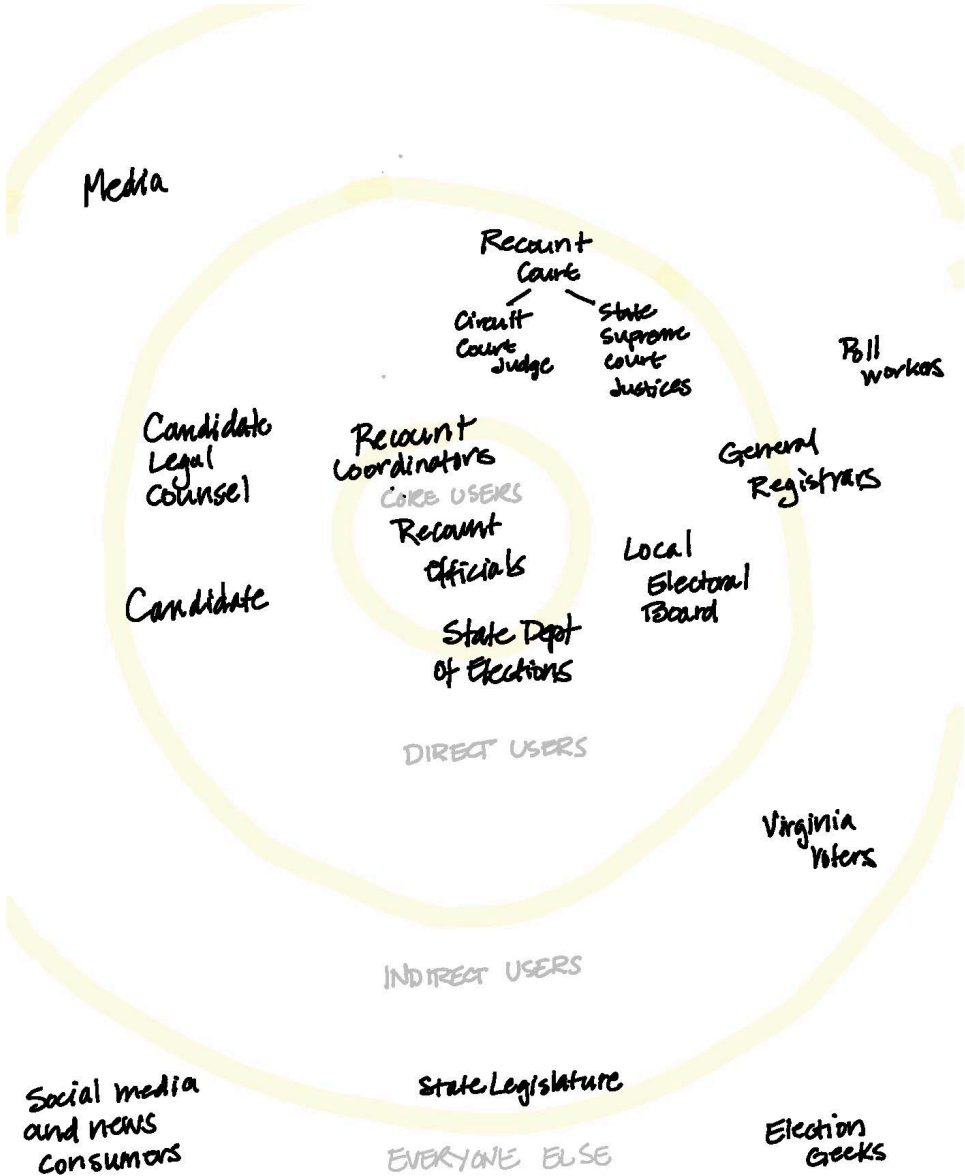 Media
Recount
Court
Circuit
Court
Judge
State
Supreme
Court
Justices
Poll
workers
Candidate
Legal
Counsel
Recount
Coordinators
CORE USERS
General
Registrars
Recount
Officials
Local
Electoral
Board
Candidate
State Dept
of Elections
DIRECT USERS
Virginia
Voters
INDIRECT USERS
Social media
and news
consumers
State Legislature
Election
Geeks
EVERYONE ELSE